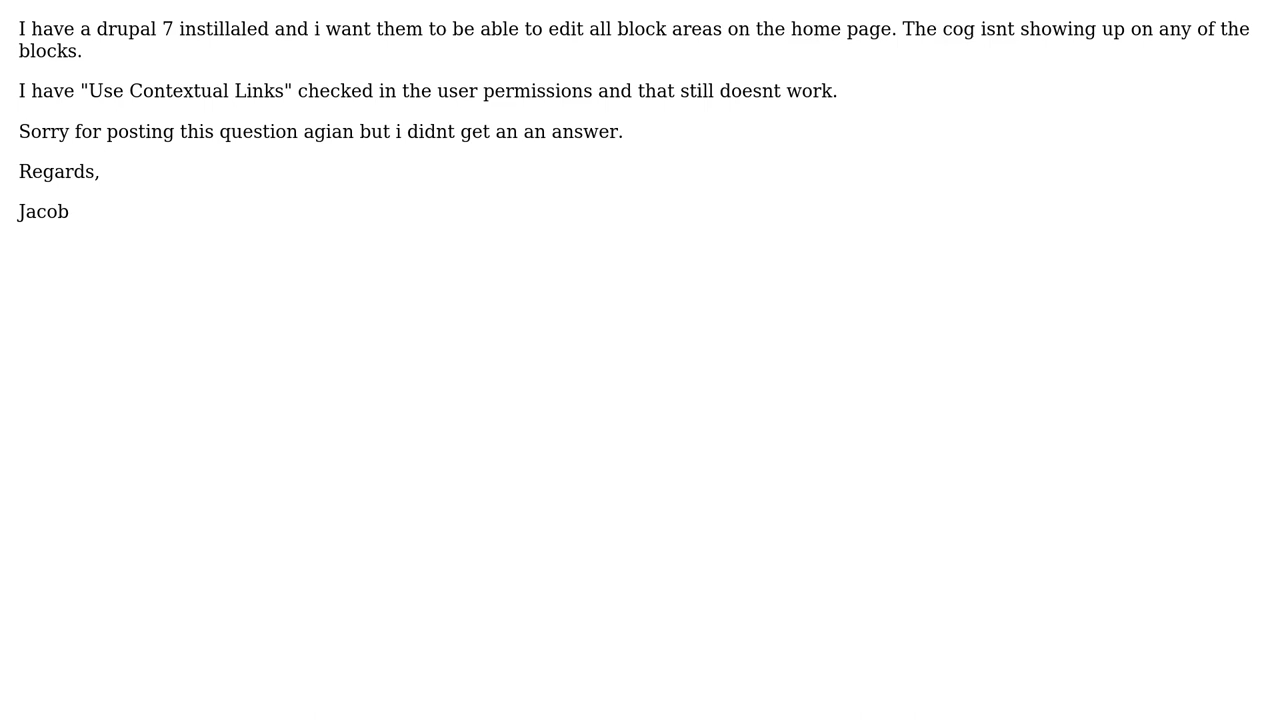 I have a drupal 7 instillaled and i want them to be able to edit all block areas on the home page. The cog isnt showing up on any of the
blocks.
I have "Use Contextual Links" checked in the user permissions and that still doesnt work.
Sorry for posting this question agian but i didnt get an an answer.
Regards,
Jacob